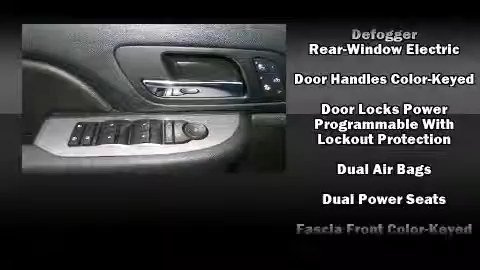 Defogger
Rear-Window Electric
Door Handles Color-Keyed
Door Locks Power
Programmable With
Lockout Protection
Dual Air Bags
Dual Power Seats
Fascia Front Color-Keyed